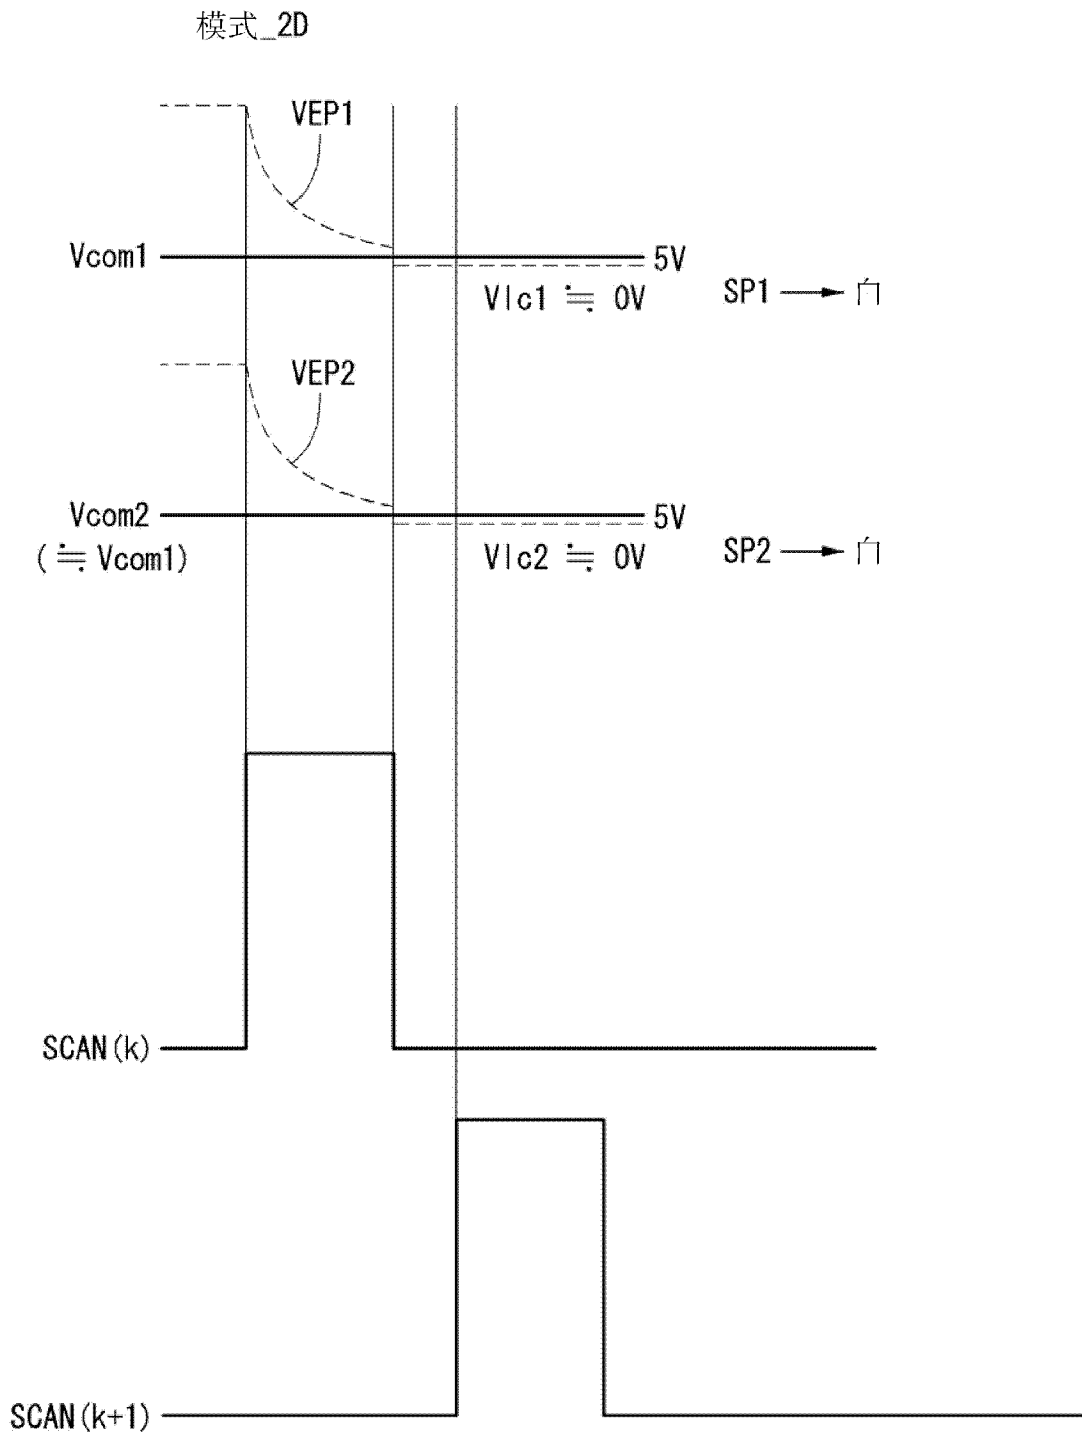 模式_2D
VEP1
Vcom1 5V
Vlc1 ≒ 0V SP1 → 白
VEP2
Vcom2 5V
(≒ Vcom1) Vlc2 ≒ 0V SP2 → 白
SCAN(k)
SCAN(k+1)